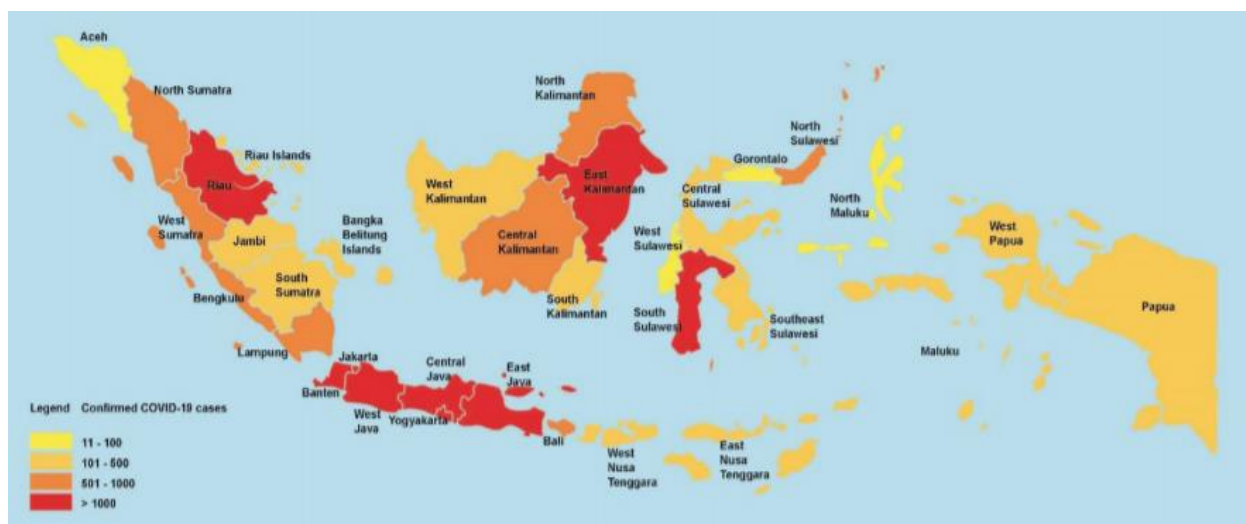 Aceh
North Sumatra
Riau Islands
Riau
West
Sumatra
Jambi
Bangka
Belitung
Islands
South
Sumatra
Bengkulu
Lampung
North
Kalimantan
West
Kalimantan
East
Kalimantan
Central
Kalimantan
South
Kalimantan
Gorontalo
North
Sulawesi
Central
Sulawesi
West
Sulawesi
South
Sulawesi
Southeast
Sulawesi
North
Maluku
West
Papua
Papua
Maluku
Jakarta
Banten
West
Java
Central
Java
Yogyakarta
East
Java
Bali
West
Nusa
Tenggara
East
Nusa
Tenggara
Legend Confirmed COVID-19 cases
11 - 100
101 - 500
501 - 1000
> 1000